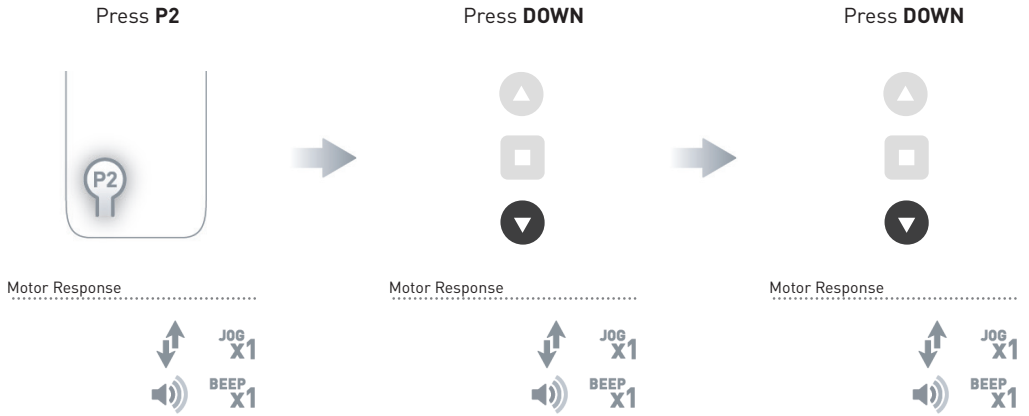 Press P2
Press DOWN
Press DOWN
P2
Motor Response
Motor Response
Motor Response
JOG
X1
JOG
X1
JOG
X1
BEEP
X1
BEEP
X1
BEEP
X1